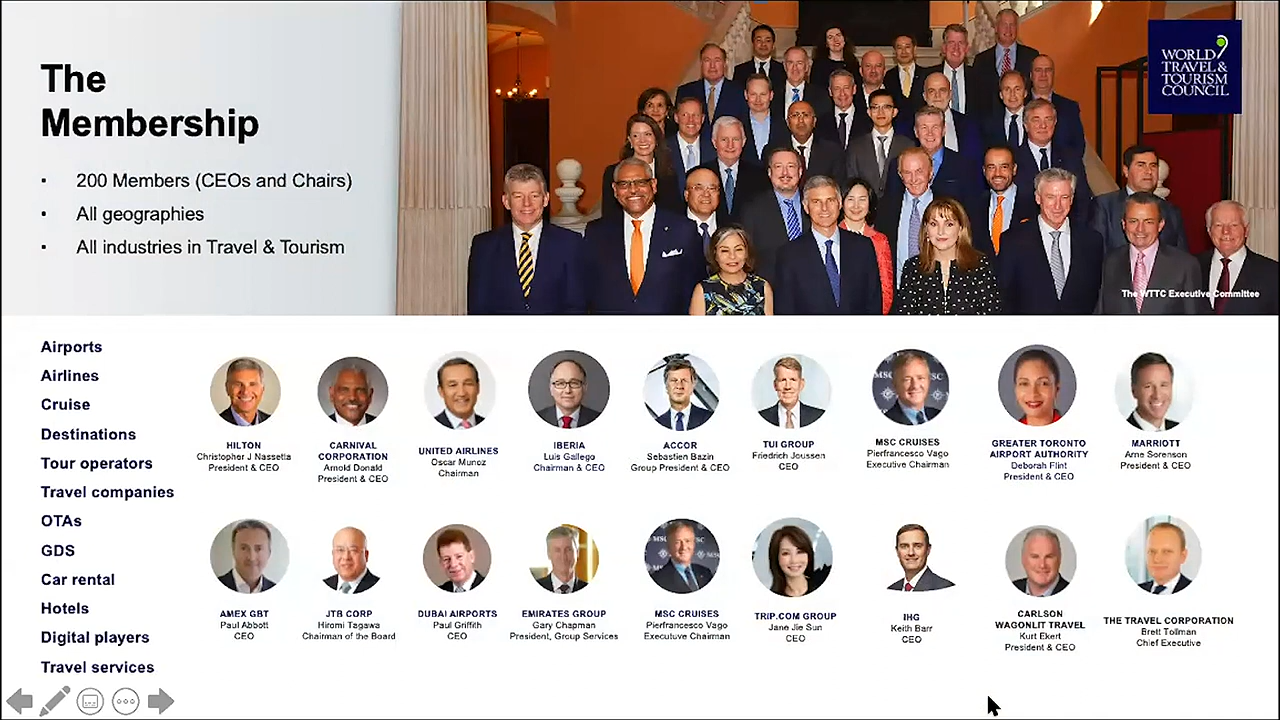 The
Membership
• 200 Members (CEOs and Chairs)
• All geographies
• All industries in Travel & Tourism
WORLD
TRAVEL &
TOURISM
COUNCIL
The WTTC Executive Committee
Airports
Airlines
Cruise
Destinations
Tour operators
Travel companies
OTAs
GDS
Car rental
Hotels
Digital players
Travel services
HILTON
Christopher J Nassetta
President & CEO
CARNIVAL
CORPORATION
Arnold Donald
President & CEO
UNITED AIRLINES
Oscar Munoz
Chairman
IBERIA
Luis Gallego
Chairman & CEO
ACCOR
Sebastien Bazin
Group President & CEO
TUI GROUP
Friedrich Joussen
CEO
MSC
SC
MSC CRUISES
Pierfrancesco Vago
Executive Chairman
GREATER TORONTO
AIRPORT AUTHORITY
Deborah Flint
President & CEO
MARRIOTT
Arne Sorenson
President & CEO
AMEX GBT
Paul Abbott
CEO
JTB CORP
Hiromi Tagawa
Chairman of the Board
DUBAI AIRPORTS
Paul Griffith
CEO
EMIRATES GROUP
Gary Chapman
President, Group Services
MSC CRUISES
Pierfrancesco Vago
Executuve Chairman
TRIP.COM GROUP
Jane Jie Sun
CEO
IHG
Keith Barr
CEO
CARLSON
WAGONLIT TRAVEL
Kurt Ekert
President & CEO
THE TRAVEL CORPORATION
Brett Tollman
Chief Executive